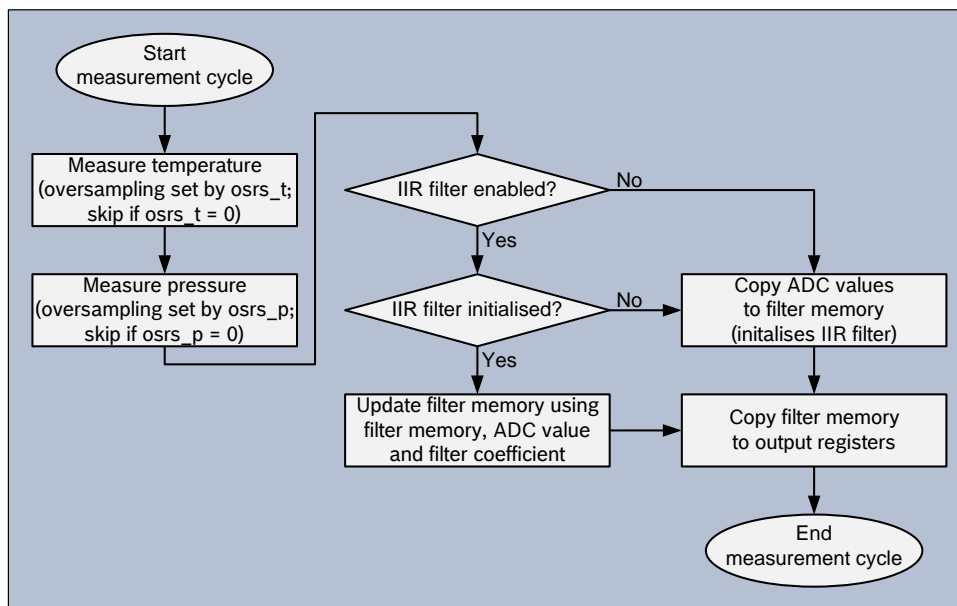 Start
measurement cycle
Measure temperature
(oversampling set by osrs_t;
skip if osrs_t = 0)
Measure pressure
(oversampling set by osrs_p;
skip if osrs_p = 0)
IIR filter enabled?
No
Yes
IIR filter initialised?
No
Yes
Copy ADC values
to filter memory
(initalises IIR filter)
Update filter memory using
filter memory, ADC value
and filter coefficient
Copy filter memory
to output registers
End
measurement cycle